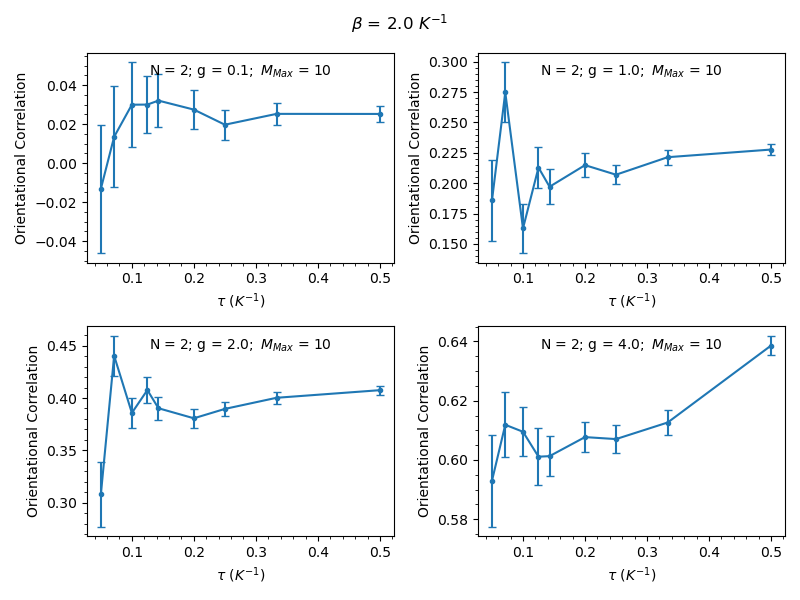 β = 2.0 K⁻¹
N = 2; g = 0.1; M_Max = 10
Orientational Correlation
0.04
0.02
0.00
−0.02
−0.04
0.1 0.2 0.3 0.4 0.5
τ (K⁻¹)
N = 2; g = 1.0; M_Max = 10
Orientational Correlation
0.300
0.275
0.250
0.225
0.200
0.175
0.150
0.1 0.2 0.3 0.4 0.5
τ (K⁻¹)
N = 2; g = 2.0; M_Max = 10
Orientational Correlation
0.45
0.40
0.35
0.30
0.1 0.2 0.3 0.4 0.5
τ (K⁻¹)
N = 2; g = 4.0; M_Max = 10
Orientational Correlation
0.64
0.62
0.60
0.58
0.1 0.2 0.3 0.4 0.5
τ (K⁻¹)